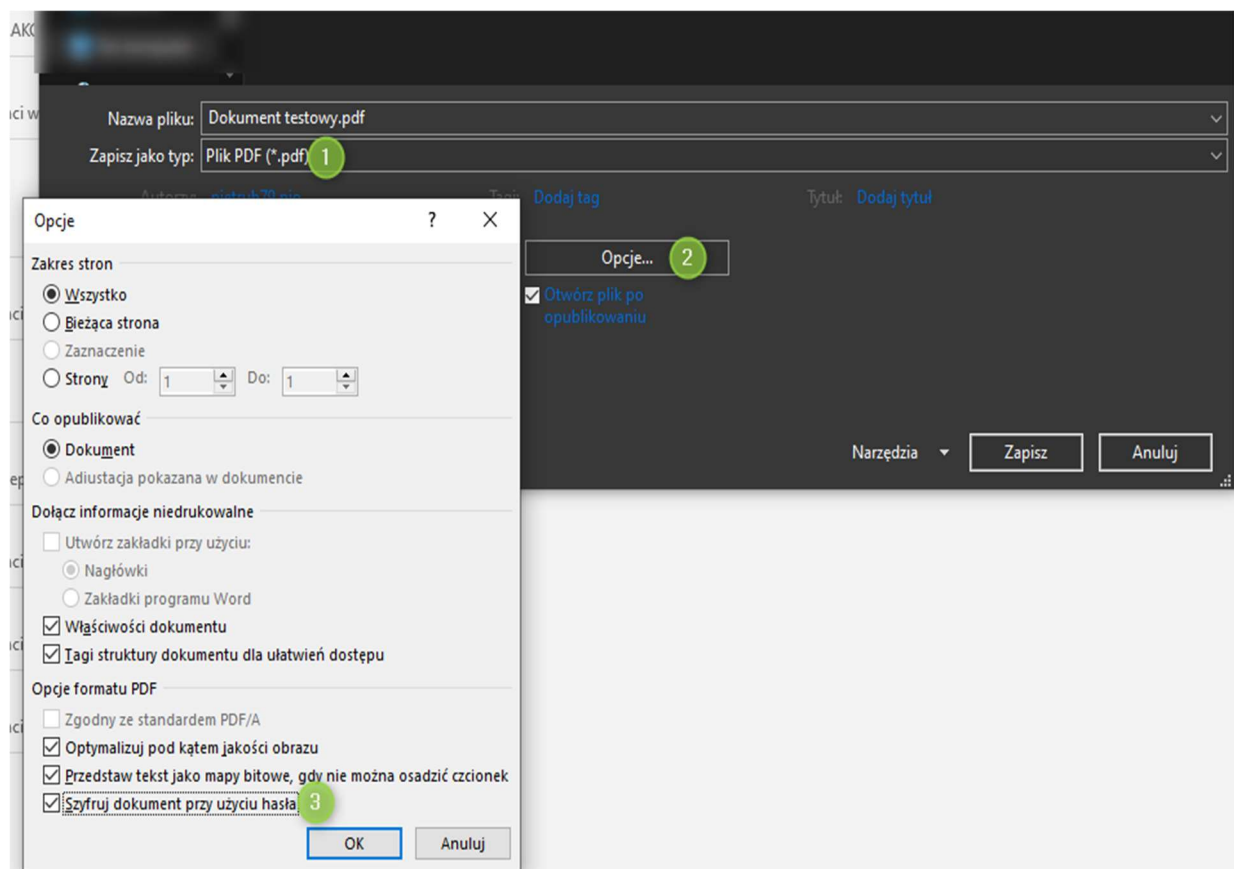 Nazwa pliku: Dokument testowy.pdf
Zapisz jako typ: Plik PDF (*.pdf) 1
Autorzy: Tagi: Dodaj tag Tytuł: Dodaj tytuł
Opcje... 2
Otwórz plik po
opublikowaniu
Narzędzia Zapisz Anuluj
Opcje ? X
Zakres stron
Wszystko
Bieżąca strona
Zaznaczenie
Strony Od: 1 Do: 1
Co opublikować
Dokument
Adiustacja pokazana w dokumencie
Dołącz informacje niedrukowalne
Utwórz zakładki przy użyciu:
Nagłówki
Zakładki programu Word
Właściwości dokumentu
Tagi struktury dokumentu dla ułatwień dostępu
Opcje formatu PDF
Zgodny ze standardem PDF/A
Optymalizuj pod kątem jakości obrazu
Przedstaw tekst jako mapy bitowe, gdy nie można osadzić czcionek
Szyfruj dokument przy użyciu hasła 3
OK Anuluj